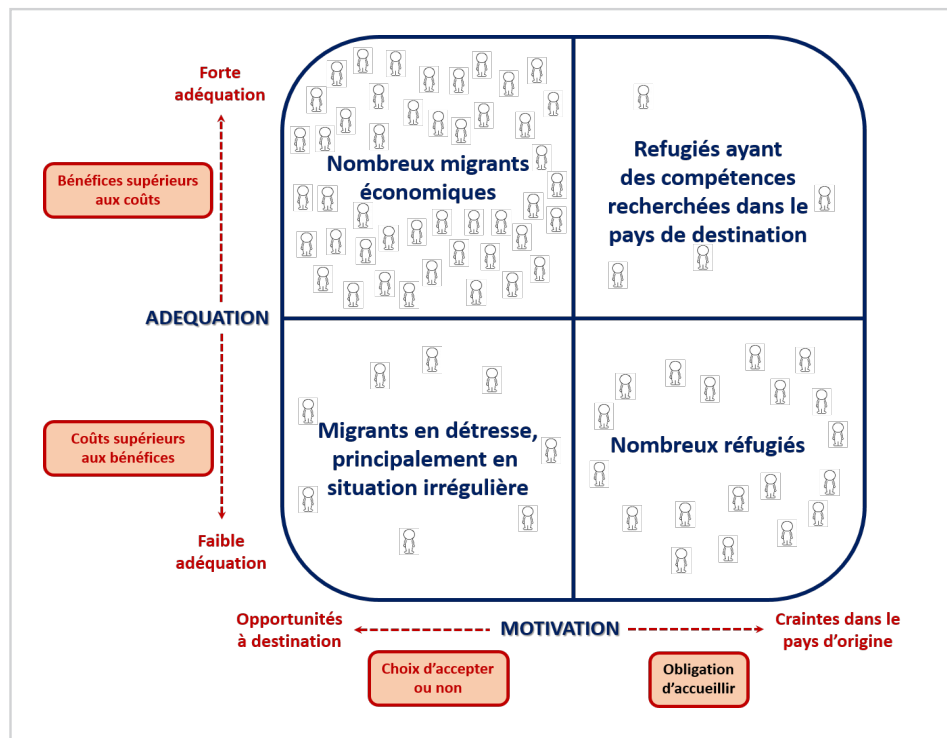 Forte
adéquation
Bénéfices supérieurs
aux coûts
Nombreux migrants
économiques
Refugiés ayant
des compétences
recherchées dans le
pays de destination
ADEQUATION
Coûts supérieurs
aux bénéfices
Migrants en détresse,
principalement en
situation irrégulière
Nombreux réfugiés
Faible
adéquation
Opportunités
à destination
MOTIVATION
Craintes dans le
pays d’origine
Choix d’accepter
ou non
Obligation
d’accueillir